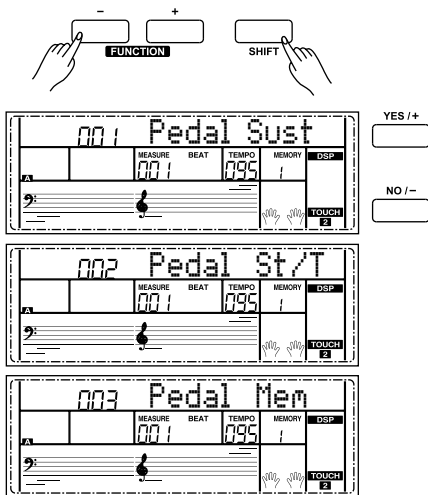 - +
FUNCTION SHIFT
001 Pedal Sust
MEASURE BEAT TEMPO MEMORY DSP
001 095 1
A
TOUCH
2
YES / +
NO / -
002 Pedal St/T
MEASURE BEAT TEMPO MEMORY DSP
001 095 1
A
TOUCH
2
003 Pedal Mem
MEASURE BEAT TEMPO MEMORY DSP
001 095 1
A
TOUCH
2